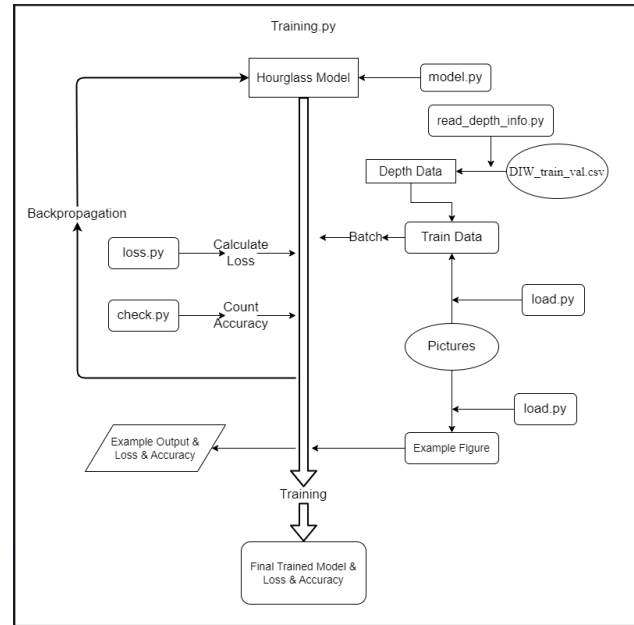 Training.py
Hourglass Model
model.py
read_depth_info.py
DIW_train_val.csv
Depth Data
Backpropagation
Batch
Train Data
loss.py
Calculate
Loss
check.py
Count
Accuracy
load.py
Pictures
load.py
Example Output &
Loss & Accuracy
Example Figure
Training
Final Trained Model &
Loss & Accuracy